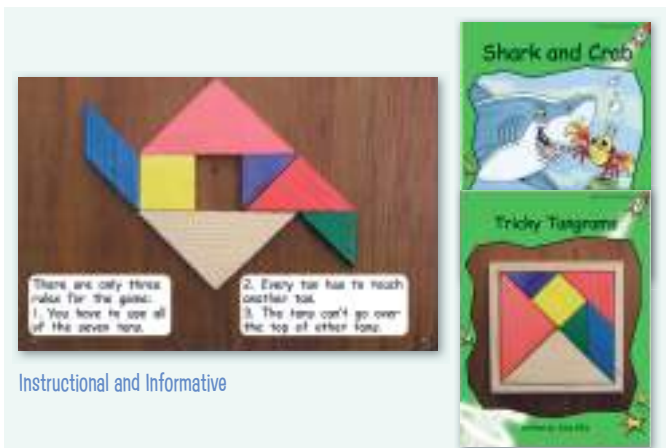 Shark and Crab
There are only three
rules for the game:
1. You have to use all
of the seven tans.
2. Every tan has to touch
another tan.
3. The tans can't go over
the top of other tans.
Tricky Tangrams
Instructional and Informative